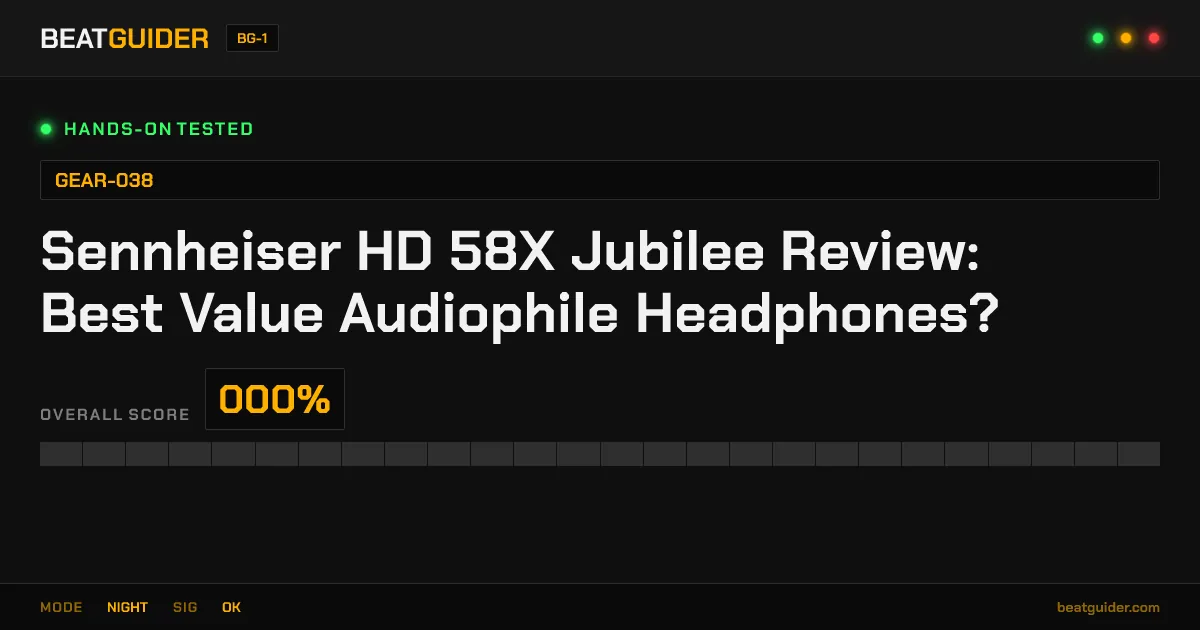 BEATGUIDER BG-1
HANDS-ON TESTED
GEAR-038
Sennheiser HD 58X Jubilee Review:
Best Value Audiophile Headphones?
OVERALL SCORE 000%
MODE NIGHT SIG OK beatguider.com